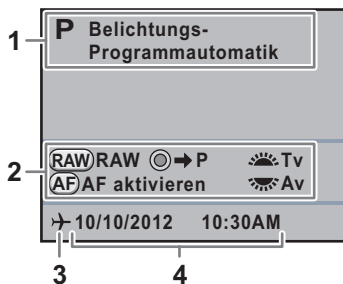 1
P Belichtungs-
Programmautomatik
2
RAW RAW ➔ P Tv
AF AF aktivieren Av
10/10/2012 10:30AM
3 4